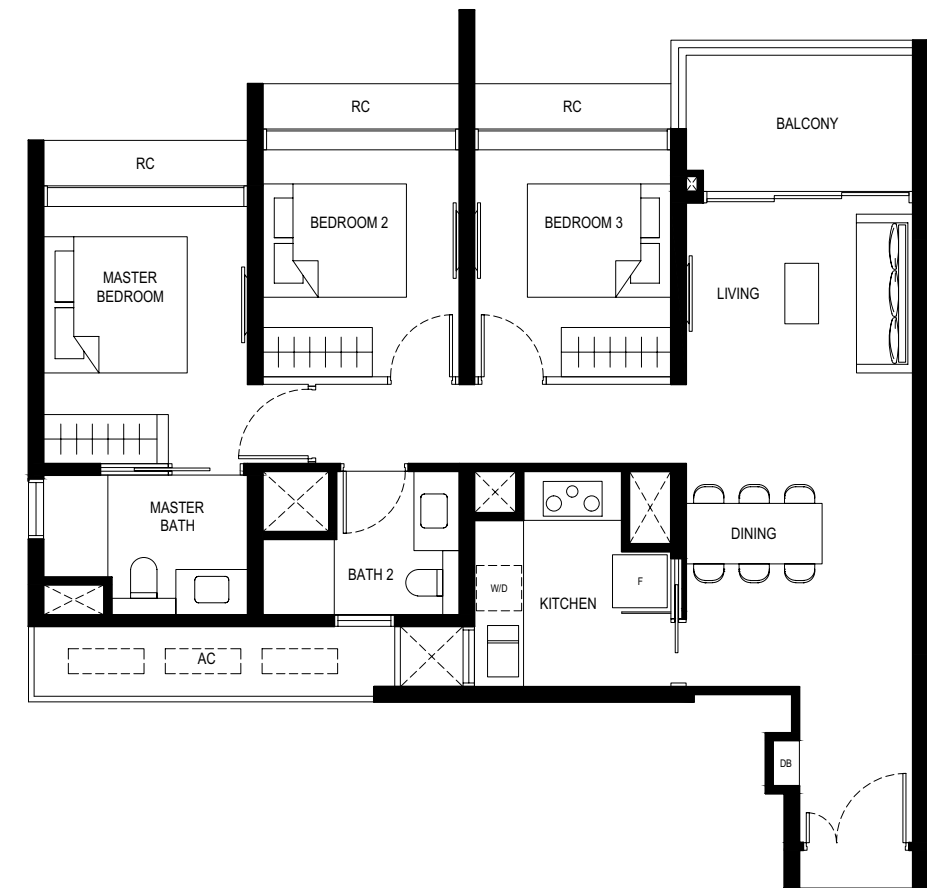 RC
RC
BALCONY
RC
BEDROOM 2
BEDROOM 3
MASTER
BEDROOM
LIVING
MASTER
BATH
DINING
BATH 2
W/D
KITCHEN
F
AC
DB